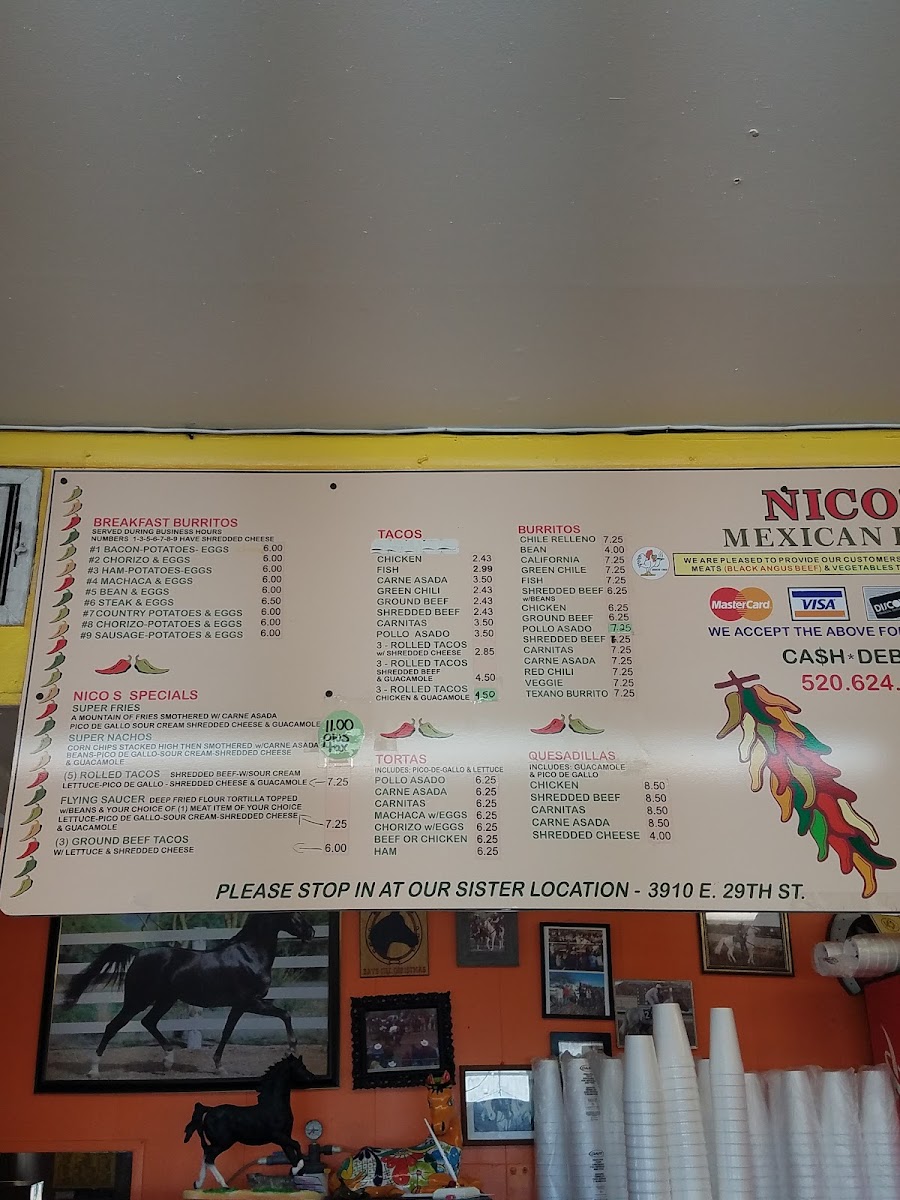 BREAKFAST BURRITOS
SERVED DURING BUSINESS HOURS
NUMBERS 1-3-5-6-7-8-9 HAVE SHREDDED CHEESE
#1 BACON-POTATOES- EGGS 6.00
#2 CHORIZO & EGGS 6.00
#3 HAM-POTATOES-EGGS 6.00
#4 MACHACA & EGGS 6.00
#5 BEAN & EGGS 6.00
#6 STEAK & EGGS 6.50
#7 COUNTRY POTATOES & EGGS 6.00
#8 CHORIZO-POTATOES & EGGS 6.00
#9 SAUSAGE-POTATOES & EGGS 6.00
NICO S SPECIALS
SUPER FRIES
A MOUNTAIN OF FRIES SMOTHERED W/ CARNE ASADA
PICO DE GALLO SOUR CREAM SHREDDED CHEESE & GUACAMOLE
11.00
plus
tax
SUPER NACHOS
CORN CHIPS STACKED HIGH THEN SMOTHERED w/CARNE ASADA
BEANS-PICO DE GALLO-SOUR CREAM-SHREDDED CHEESE
& GUACAMOLE
(5) ROLLED TACOS SHREDDED BEEF-W/SOUR CREAM
LETTUCE-PICO DE GALLO - SHREDDED CHEESE & GUACAMOLE 7.25
FLYING SAUCER DEEP FRIED FLOUR TORTILLA TOPPED
w/BEANS & YOUR CHOICE OF (1) MEAT ITEM OF YOUR CHOICE
LETTUCE-PICO DE GALLO-SOUR CREAM-SHREDDED CHEESE
& GUACAMOLE 7.25
(3) GROUND BEEF TACOS
W/ LETTUCE & SHREDDED CHEESE 6.00
TACOS
CHICKEN 2.43
FISH 2.99
CARNE ASADA 3.50
GREEN CHILI 2.43
GROUND BEEF 2.43
SHREDDED BEEF 2.43
CARNITAS 3.50
POLLO ASADO 3.50
3 - ROLLED TACOS
w/ SHREDDED CHEESE 2.85
3 - ROLLED TACOS
SHREDDED BEEF
& GUACAMOLE 4.50
3 - ROLLED TACOS
CHICKEN & GUACAMOLE 4.50
TORTAS
INCLUDES: PICO-DE-GALLO & LETTUCE
POLLO ASADO 6.25
CARNE ASADA 6.25
CARNITAS 6.25
MACHACA w/EGGS 6.25
CHORIZO w/EGGS 6.25
BEEF OR CHICKEN 6.25
HAM 6.25
BURRITOS
CHILE RELLENO 7.25
BEAN 4.00
CALIFORNIA 7.25
GREEN CHILE 7.25
FISH 7.25
SHREDDED BEEF 6.25
w/BEANS
CHICKEN 6.25
GROUND BEEF 6.25
POLLO ASADO 7.25
SHREDDED BEEF 6.25
CARNITAS 7.25
CARNE ASADA 7.25
RED CHILI 7.25
VEGGIE 7.25
TEXANO BURRITO 7.25
QUESADILLAS
INCLUDES: GUACAMOLE
& PICO DE GALLO
CHICKEN 8.50
SHREDDED BEEF 8.50
CARNITAS 8.50
CARNE ASADA 8.50
SHREDDED CHEESE 4.00
NICO'
MEXICAN
WE ARE PLEASED TO PROVIDE OUR CUSTOMERS
MEATS (BLACK ANGUS BEEF) & VEGETABLES
MasterCard
VISA
DISCO
WE ACCEPT THE ABOVE FO
CA$H * DEB
520.624.
PLEASE STOP IN AT OUR SISTER LOCATION - 3910 E. 29TH ST.